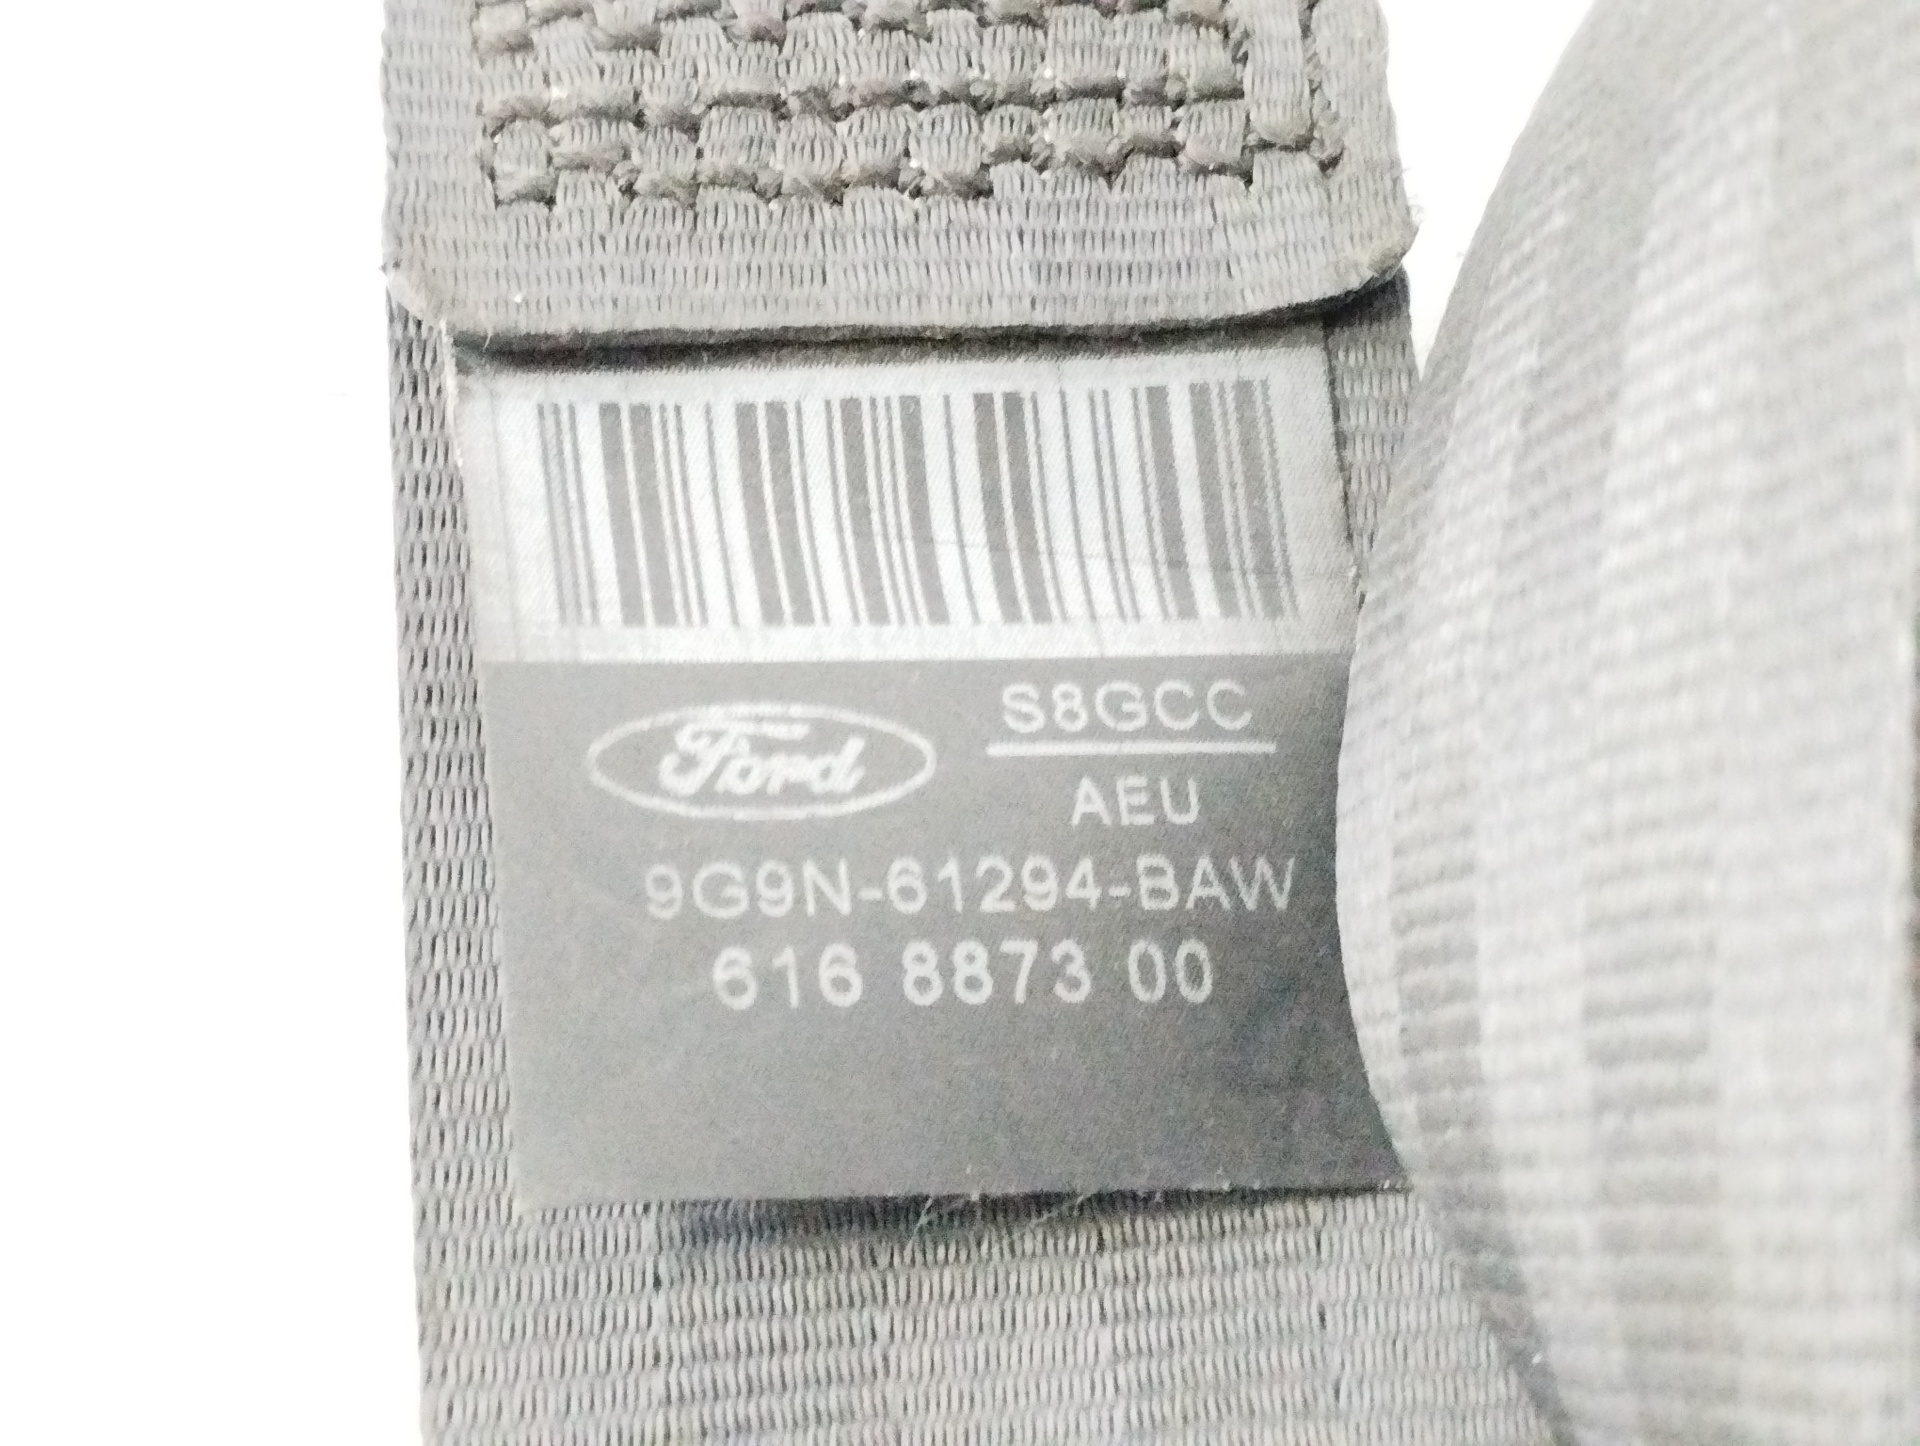 Ford S8GCC
AEU
9G9N-61294-BAW
616 8873 00